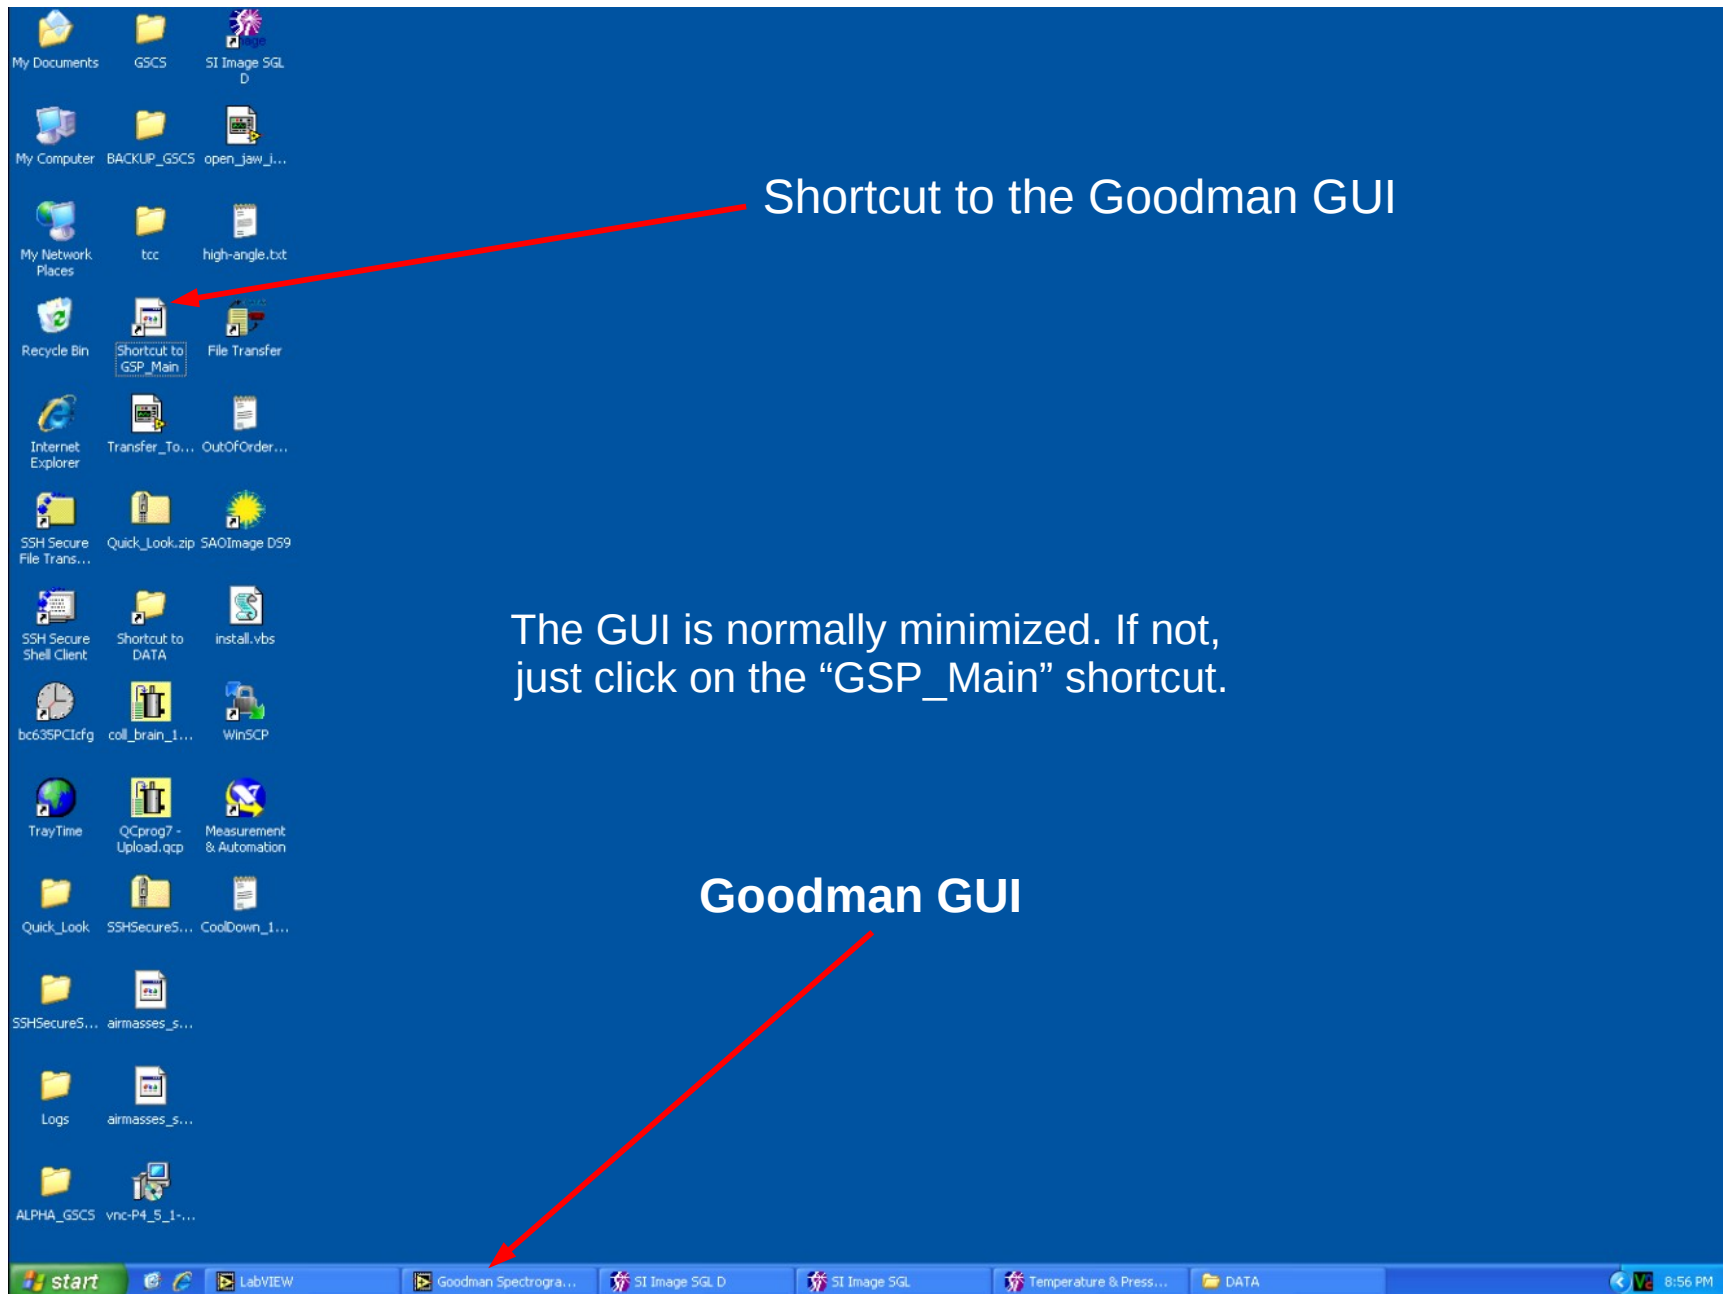 My Documents
GSCS
SI Image SGL
D
My Computer
BACKUP_GSCS
open_jaw_i...
Shortcut to the Goodman GUI
My Network
Places
tcc
high-angle.txt
Recycle Bin
Shortcut to
GSP_Main
File Transfer
Internet
Explorer
Transfer_To...
OutOfOrder...
SSH Secure
File Trans...
Quick_Look.zip
SAOImage DS9
The GUI is normally minimized. If not,
just click on the “GSP_Main” shortcut.
SSH Secure
Shell Client
Shortcut to
DATA
install.vbs
bc635PCIcfg
coll_brain_1...
WinSCP
TrayTime
QCprog7 -
Upload.qcp
Measurement
& Automation
Goodman GUI
Quick_Look
SSHSecureS...
CoolDown_1...
SSHSecureS...
airmasses_s...
Logs
airmasses_s...
ALPHA_GSCS
vnc-P4_5_1-...
start
LabVIEW
Goodman Spectrogra...
SI Image SGL D
SI Image SGL
Temperature & Press...
DATA
8:56 PM